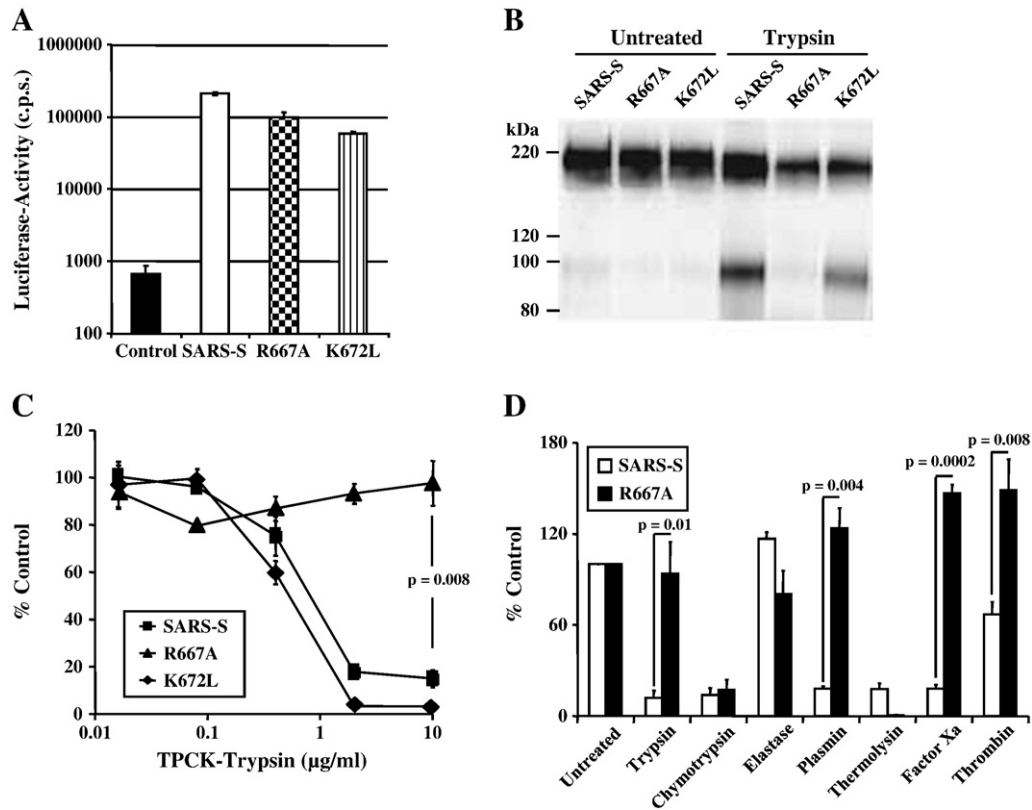 A
Luciferase-Activity (c.p.s.)
1000000
100000
10000
1000
100
Control SARS-S R667A K672L
B
Untreated Trypsin
SARS-S R667A K672L SARS-S R667A K672L
kDa
220
120
100
80
C
% Control
120
100
80
60
40
20
0
p = 0.008
SARS-S
R667A
K672L
0.01 0.1 1 10
TPCK-Trypsin (µg/ml)
D
% Control
180
120
60
0
SARS-S
R667A
p = 0.01
p = 0.004
p = 0.0002
p = 0.008
Untreated Trypsin Chymotrypsin Elastase Plasmin Thermolysin Factor Xa Thrombin